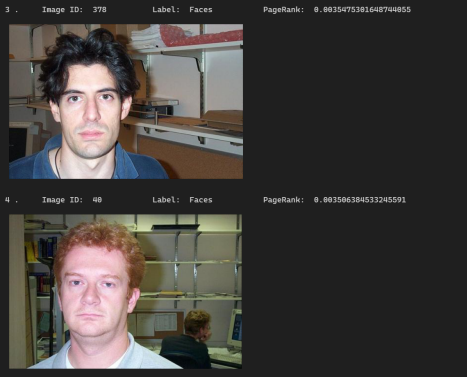 3 . Image ID: 378 Label: Faces PageRank: 0.0035475301648744055
4 . Image ID: 40 Label: Faces PageRank: 0.003506384533245591